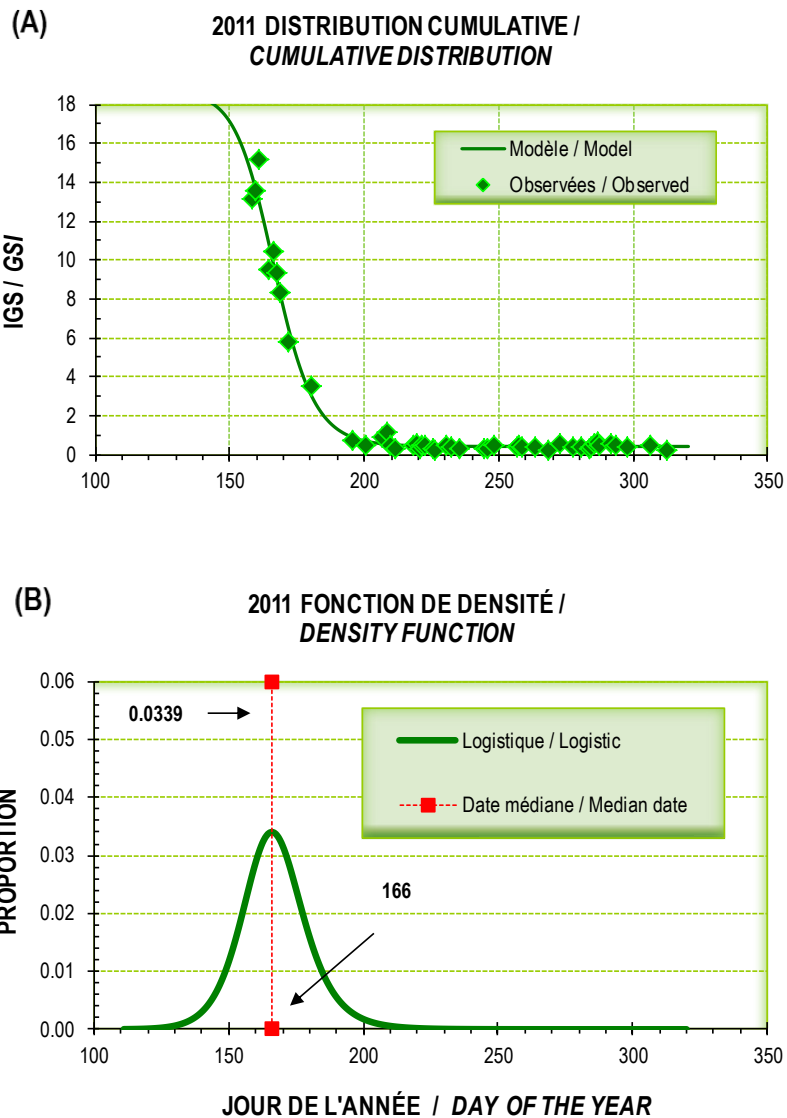 (A)
2011 DISTRIBUTION CUMULATIVE /
CUMULATIVE DISTRIBUTION
18
16
14
12
10
8
6
4
2
0
IGS / GSI
Modèle / Model
Observées / Observed
100 150 200 250 300 350
(B)
2011 FONCTION DE DENSITÉ /
DENSITY FUNCTION
0.06
0.05
0.04
0.03
0.02
0.01
0.00
PROPORTION
0.0339
Logistique / Logistic
Date médiane / Median date
166
100 150 200 250 300 350
JOUR DE L'ANNÉE / DAY OF THE YEAR